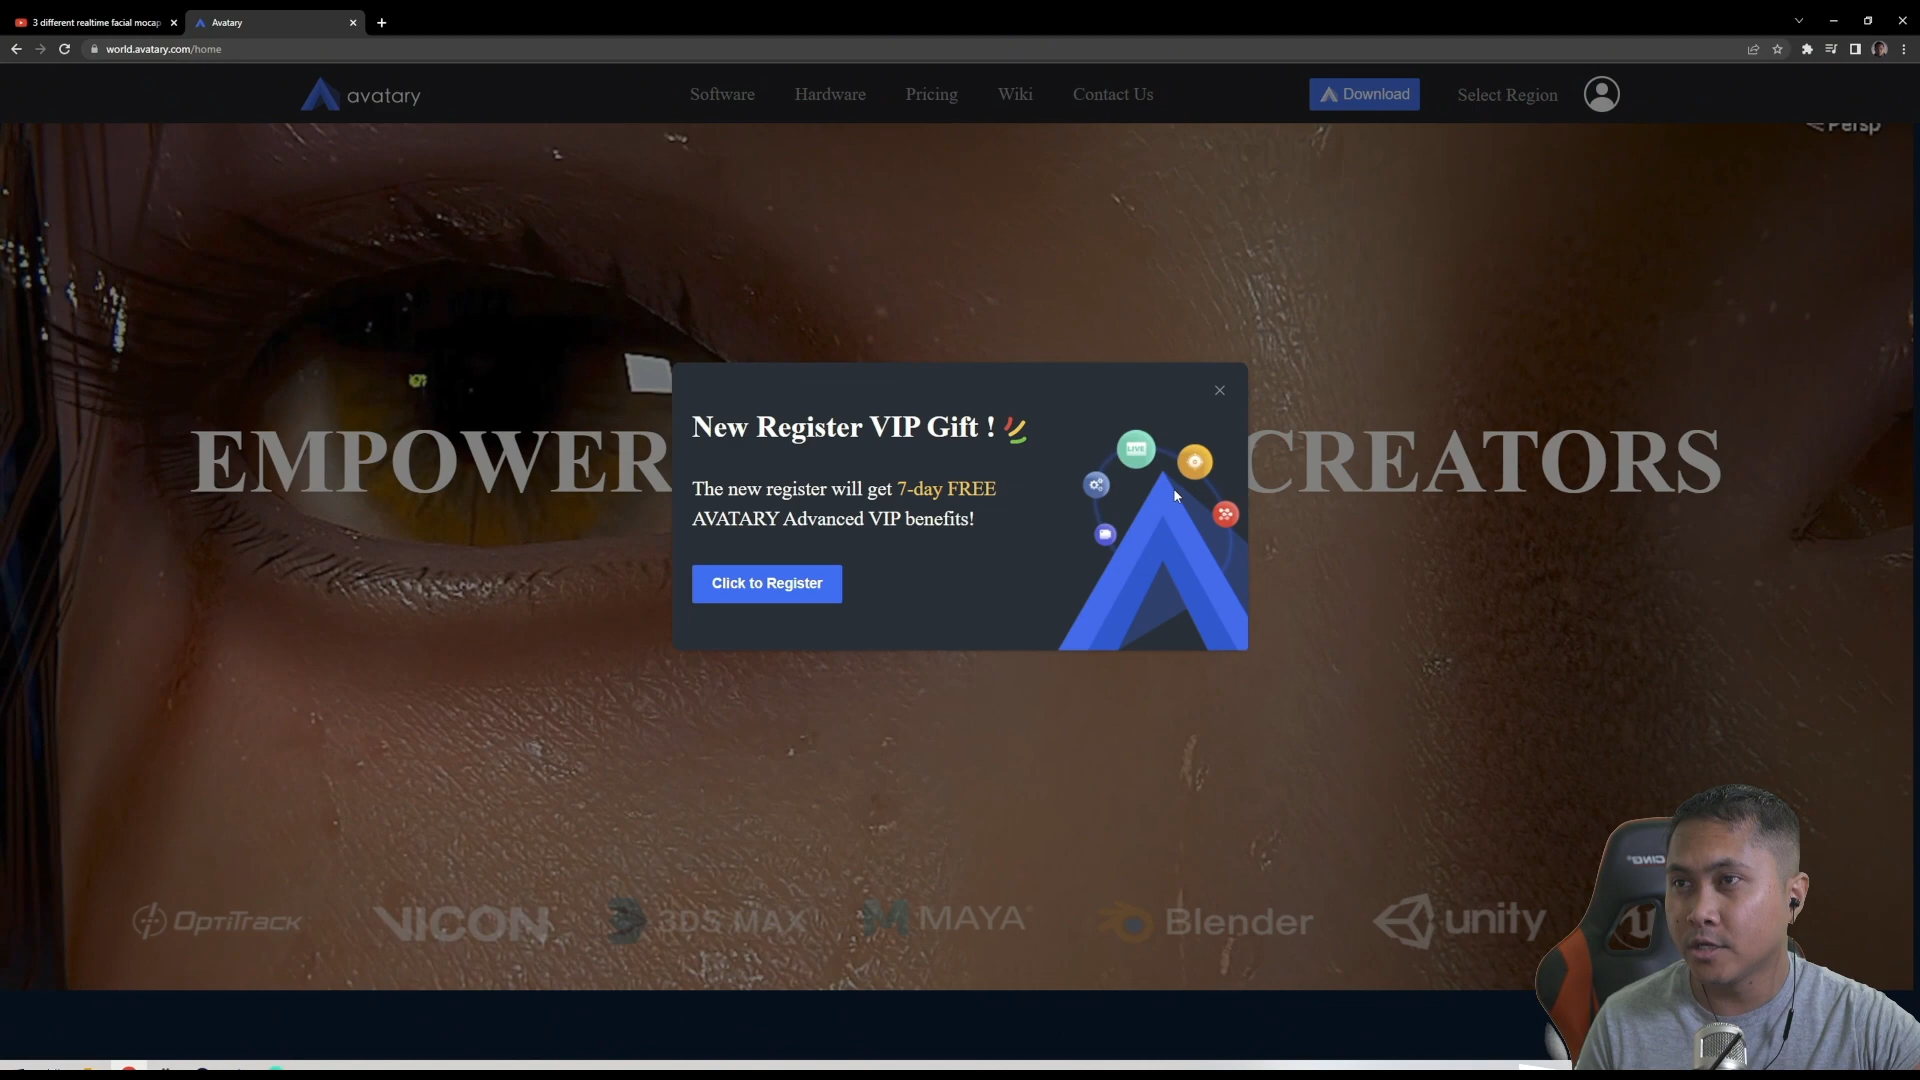 3 different realtime facial mocap
Avatary
world.avatary.com/home
avatary
Software
Hardware
Pricing
Wiki
Contact Us
Download
Select Region
Persp
EMPOWER
CREATORS
New Register VIP Gift !
The new register will get 7-day FREE
AVATARY Advanced VIP benefits!
Click to Register
LIVE
OPTITRACK
VICON
3DS MAX
MAYA
Blender
unity